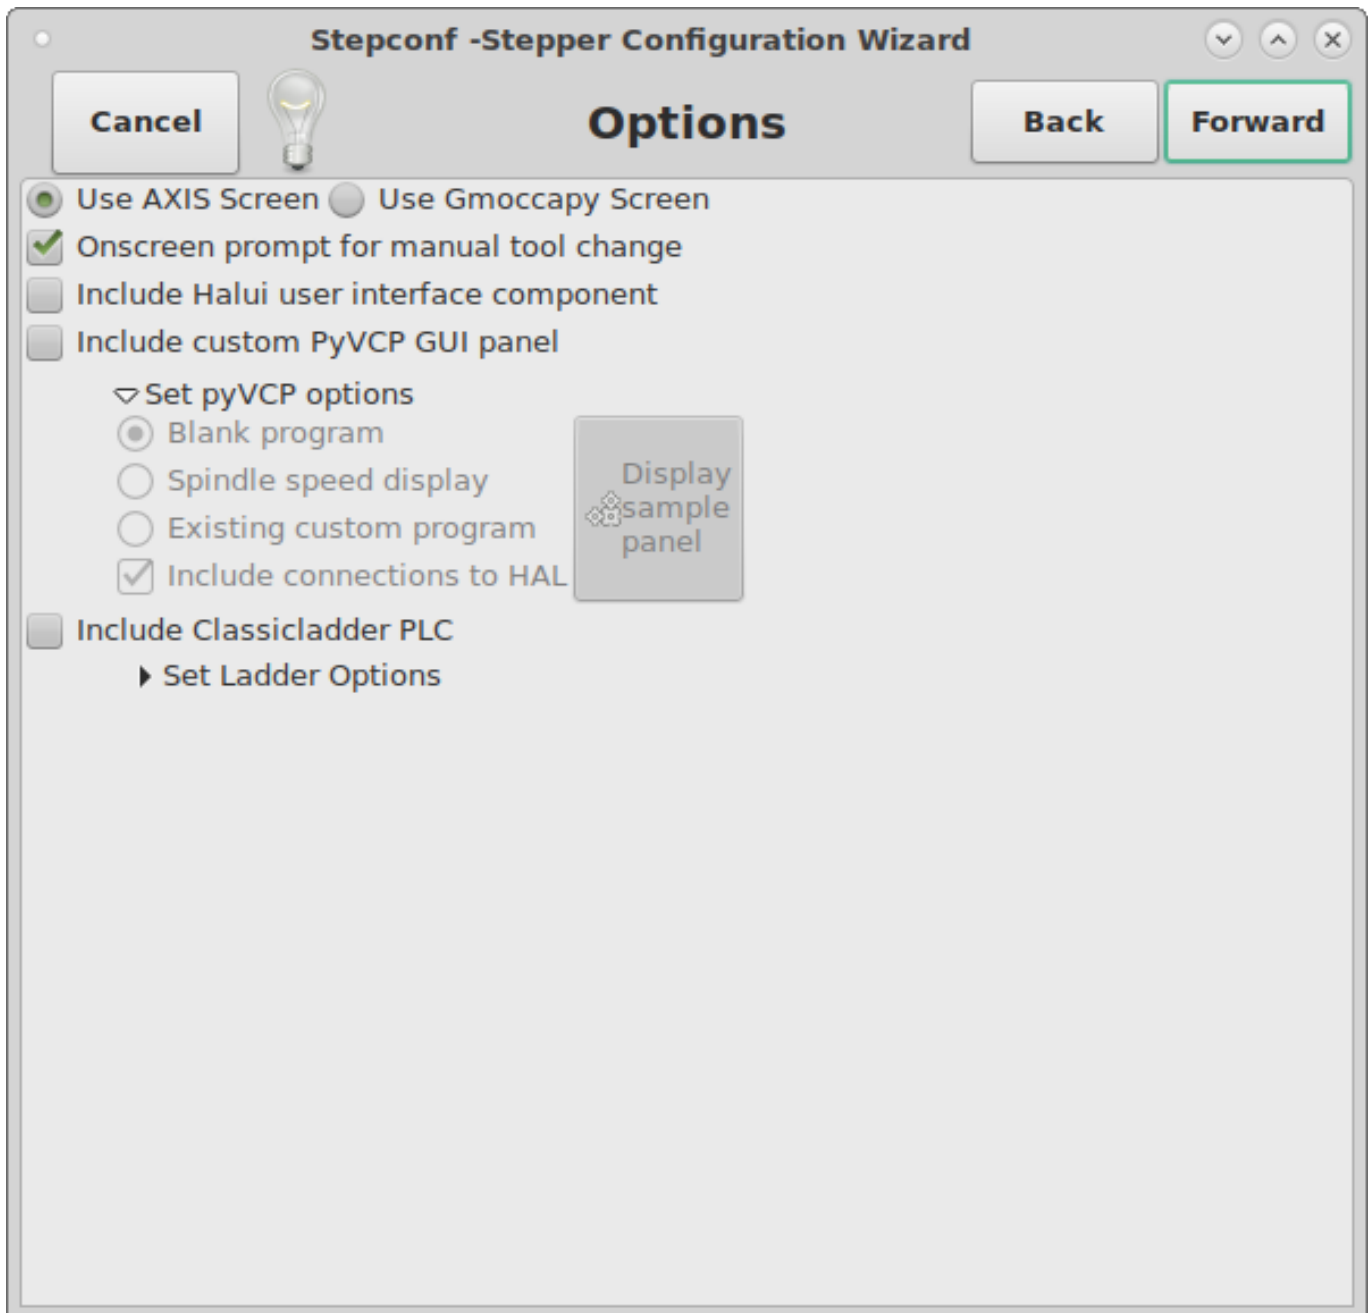 Stepconf -Stepper Configuration Wizard
Cancel
Options
Back
Forward
Use AXIS Screen
Use Gmoccapy Screen
Onscreen prompt for manual tool change
Include Halui user interface component
Include custom PyVCP GUI panel
Set pyVCP options
Blank program
Spindle speed display
Existing custom program
Include connections to HAL
Display
sample
panel
Include Classicladder PLC
Set Ladder Options